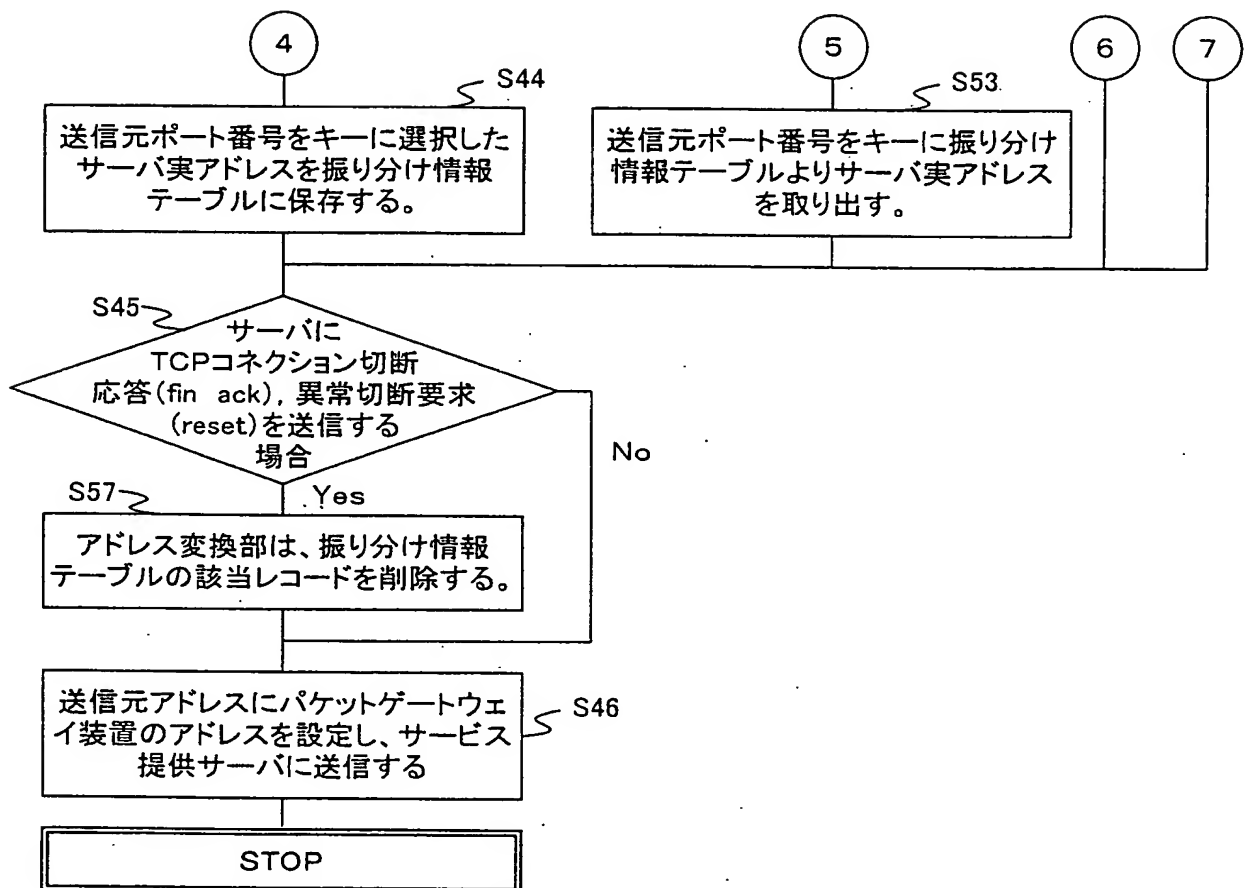 4
5
6
7
S44
送信元ポート番号をキーに選択した
サーバ実アドレスを振り分け情報
テーブルに保存する。
S53
送信元ポート番号をキーに振り分け
情報テーブルよりサーバ実アドレス
を取り出す。
S45
サーバに
TCPコネクション切断
応答(fin ack), 異常切断要求
(reset)を送信する
場合
No
S57
Yes
アドレス変換部は、振り分け情報
テーブルの該当レコードを削除する。
送信元アドレスにパケットゲートウェ
イ装置のアドレスを設定し、サービス
提供サーバに送信する
S46
STOP